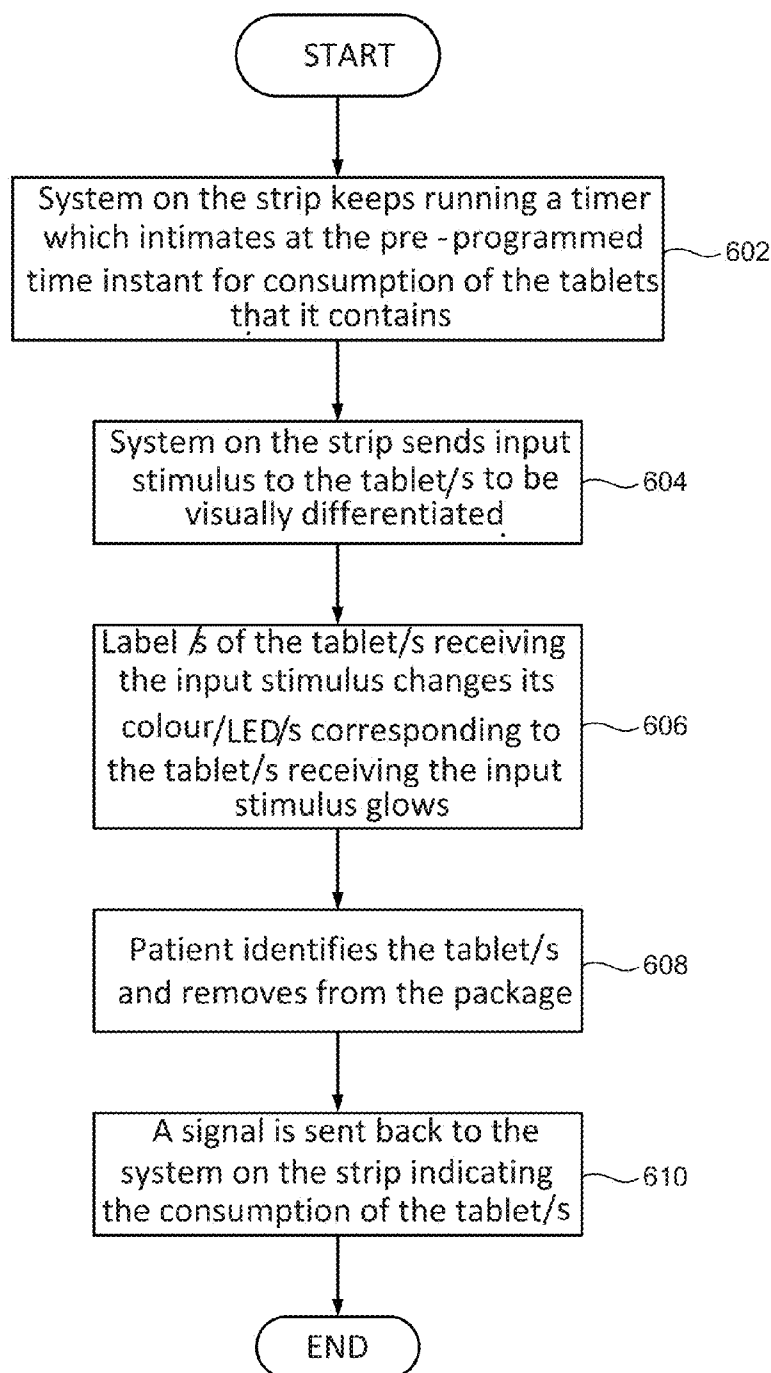 START
System on the strip keeps running a timer
which intimates at the pre-programmed
time instant for consumption of the tablets
that it contains
602
System on the strip sends input
stimulus to the tablet/s to be
visually differentiated
604
Label/s of the tablet/s receiving
the input stimulus changes its
colour/LED/s corresponding to
the tablet/s receiving the input
stimulus glows
606
Patient identifies the tablet/s
and removes from the package
608
A signal is sent back to the
system on the strip indicating
the consumption of the tablet/s
610
END